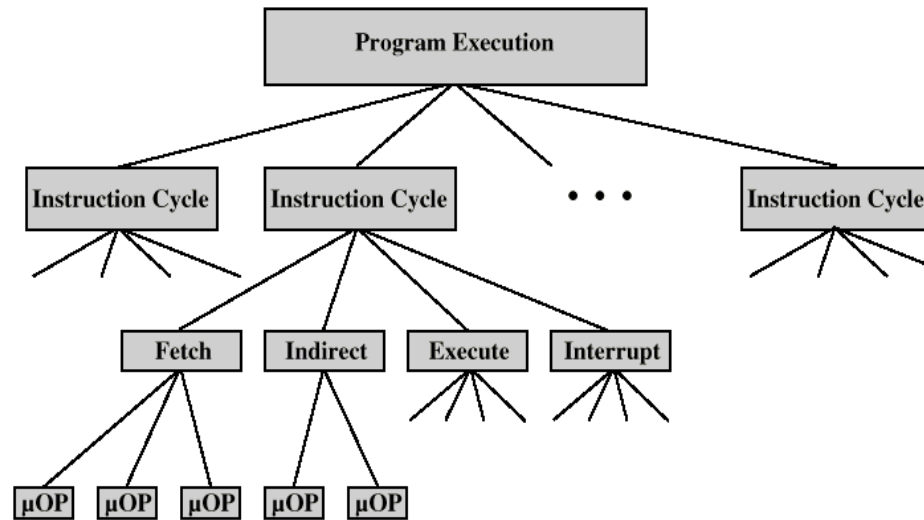 Program Execution
Instruction Cycle Instruction Cycle • • • Instruction Cycle
Fetch Indirect Execute Interrupt
µOP µOP µOP µOP µOP